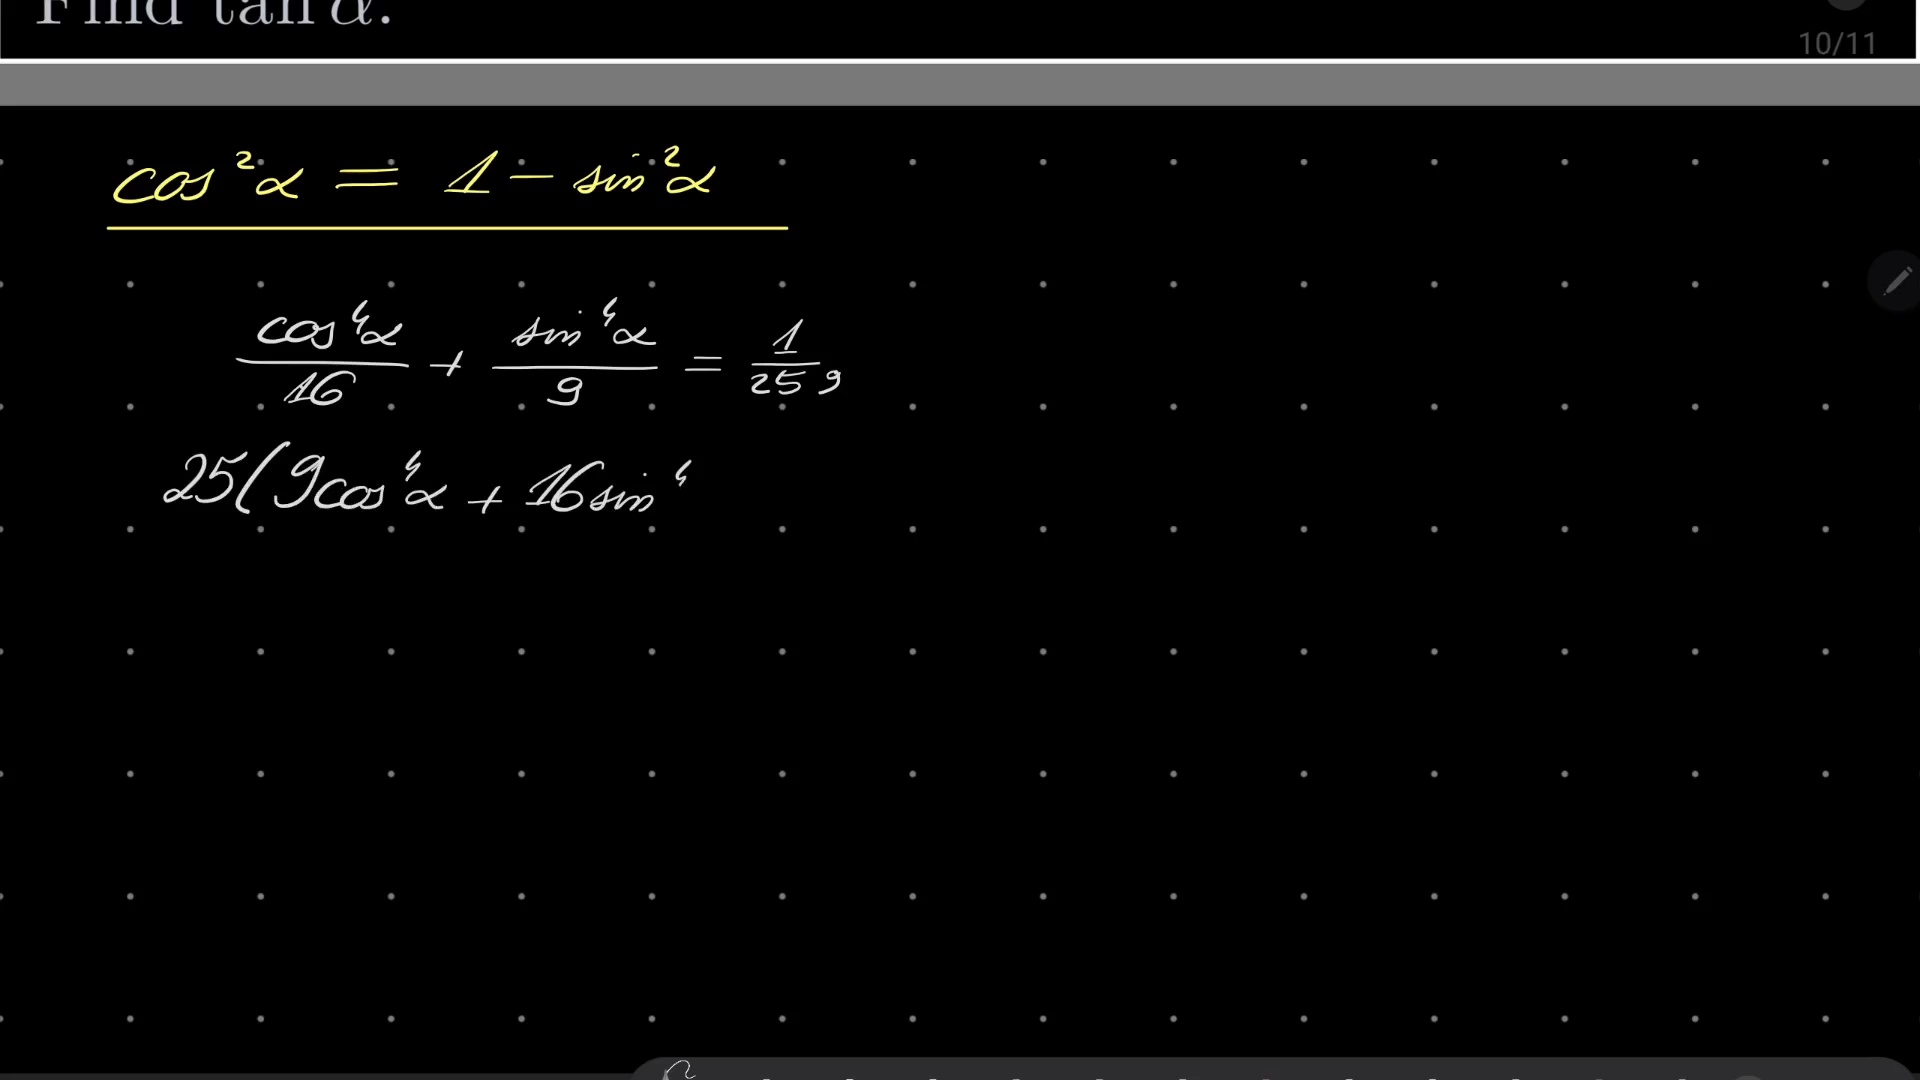 Find tan α.
10/11
cos²α = 1 − sin²α
cos⁴α/16 + sin⁴α/9 = 1/25,
25(9cos⁴α + 16sin⁴